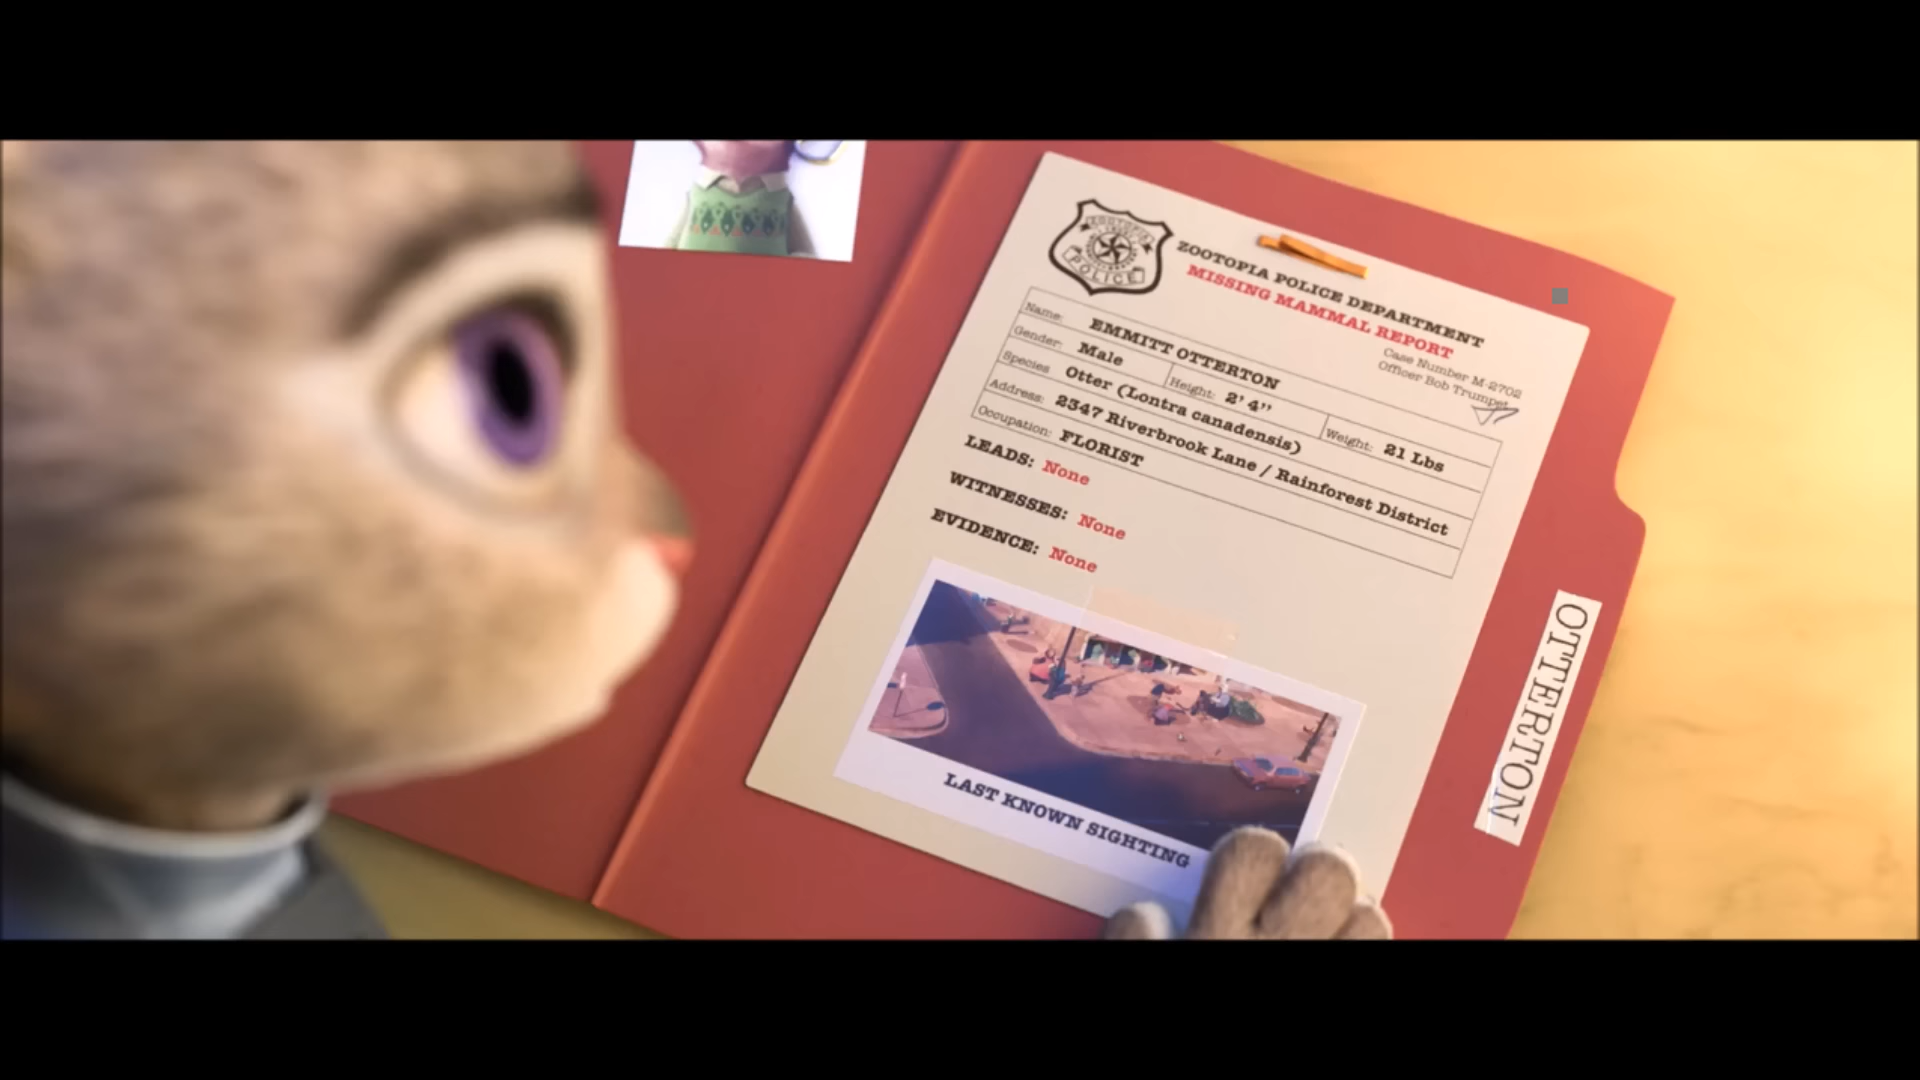 ZOOTOPIA
POLICE
ZOOTOPIA POLICE DEPARTMENT
MISSING MAMMAL REPORT
Case Number M-2702
Officer Bob Trumpet
Name: EMMITT OTTERTON
Gender: Male Height: 2' 4" Weight: 21 Lbs
Species Otter (Lontra canadensis)
Address: 2347 Riverbrook Lane / Rainforest District
Occupation: FLORIST
LEADS: None
WITNESSES: None
EVIDENCE: None
LAST KNOWN SIGHTING
OTTERTON